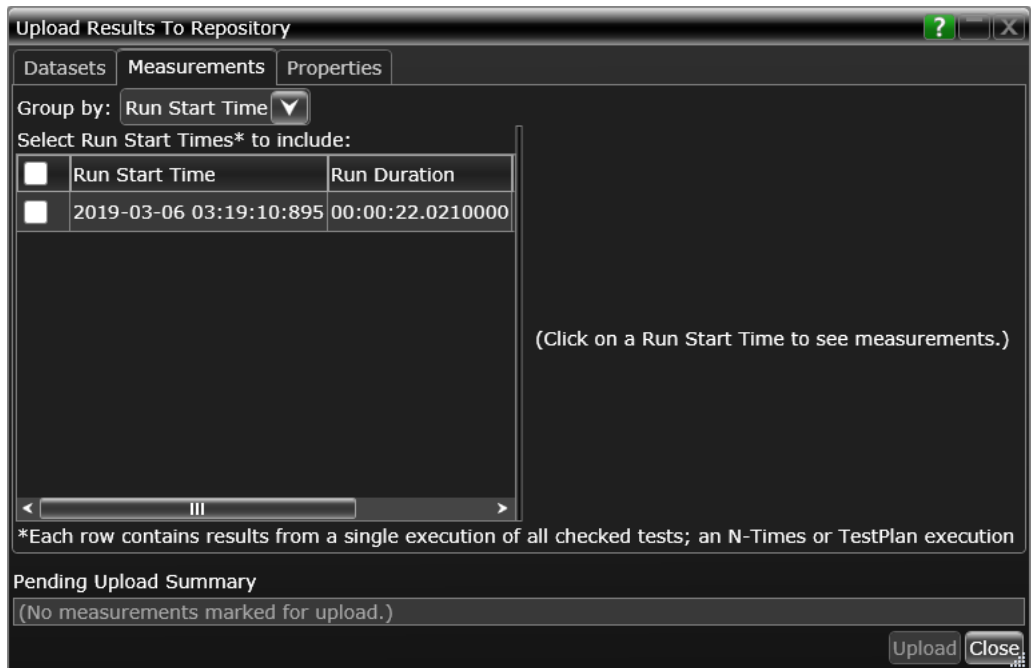 Upload Results To Repository ? X
Datasets Measurements Properties
Group by: Run Start Time
Select Run Start Times* to include:
Run Start Time Run Duration
2019-03-06 03:19:10:895 00:00:22.0210000
(Click on a Run Start Time to see measurements.)
*Each row contains results from a single execution of all checked tests; an N-Times or TestPlan execution
Pending Upload Summary
(No measurements marked for upload.)
Upload Close